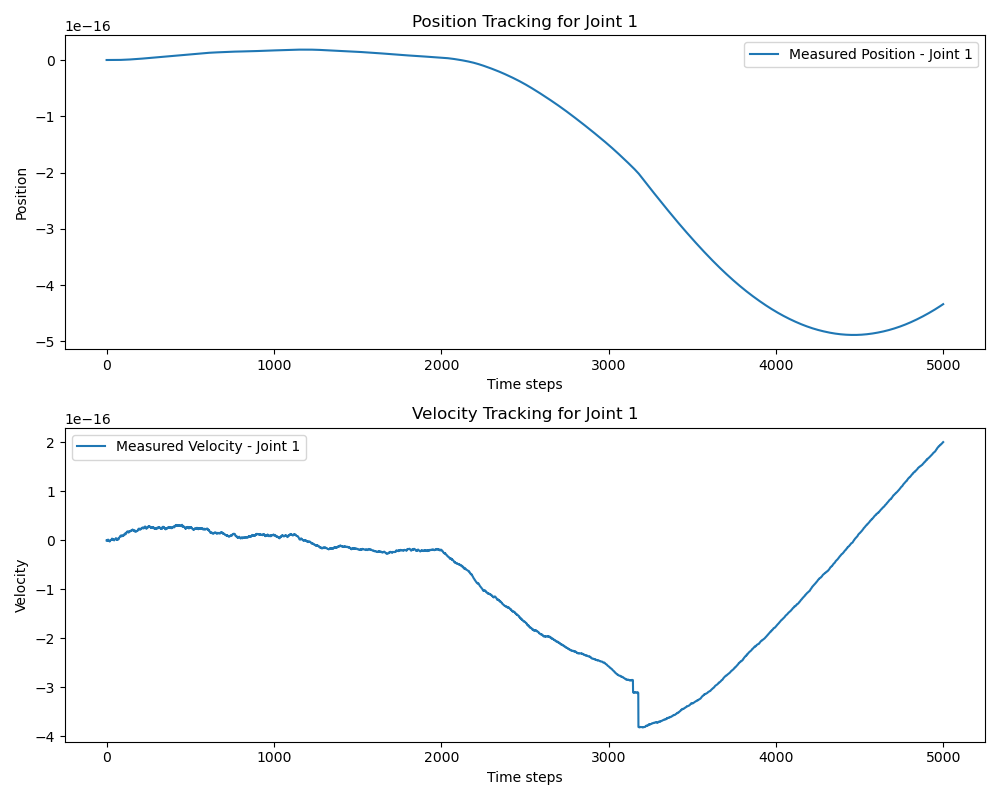 Position Tracking for Joint 1
1e−16
Measured Position - Joint 1
0
−1
−2
−3
−4
−5
Position
0 1000 2000 3000 4000 5000
Time steps
Velocity Tracking for Joint 1
1e−16
Measured Velocity - Joint 1
2
1
0
−1
−2
−3
−4
Velocity
0 1000 2000 3000 4000 5000
Time steps